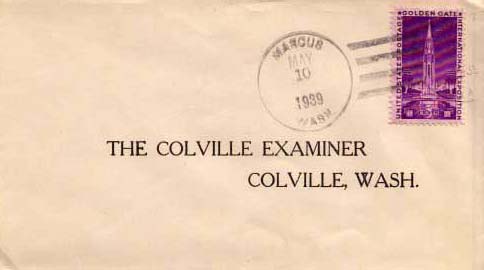 MARCUS
MAY
10
1939
WASH
GOLDEN GATE
INTERNATIONAL EXPOSITION
UNITED STATES POSTAGE
THE COLVILLE EXAMINER
COLVILLE, WASH.